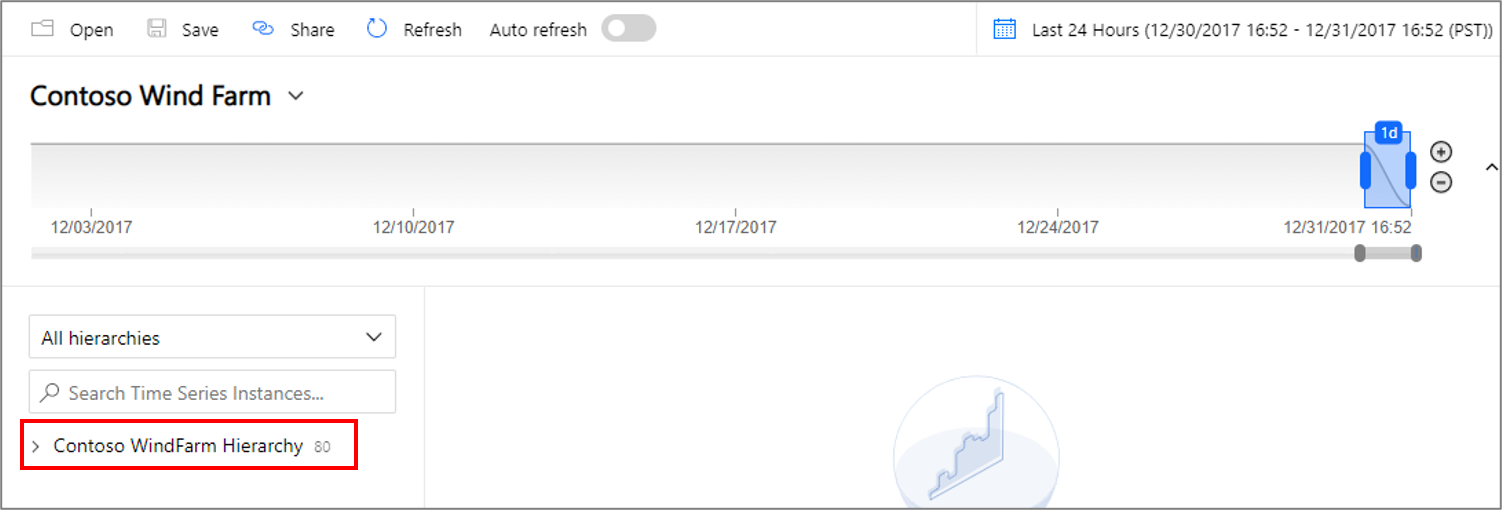 Open Save Share Refresh Auto refresh Last 24 Hours (12/30/2017 16:52 - 12/31/2017 16:52 (PST))
Contoso Wind Farm
1d
12/03/2017 12/10/2017 12/17/2017 12/24/2017 12/31/2017 16:52
All hierarchies
Search Time Series Instances...
Contoso WindFarm Hierarchy 80